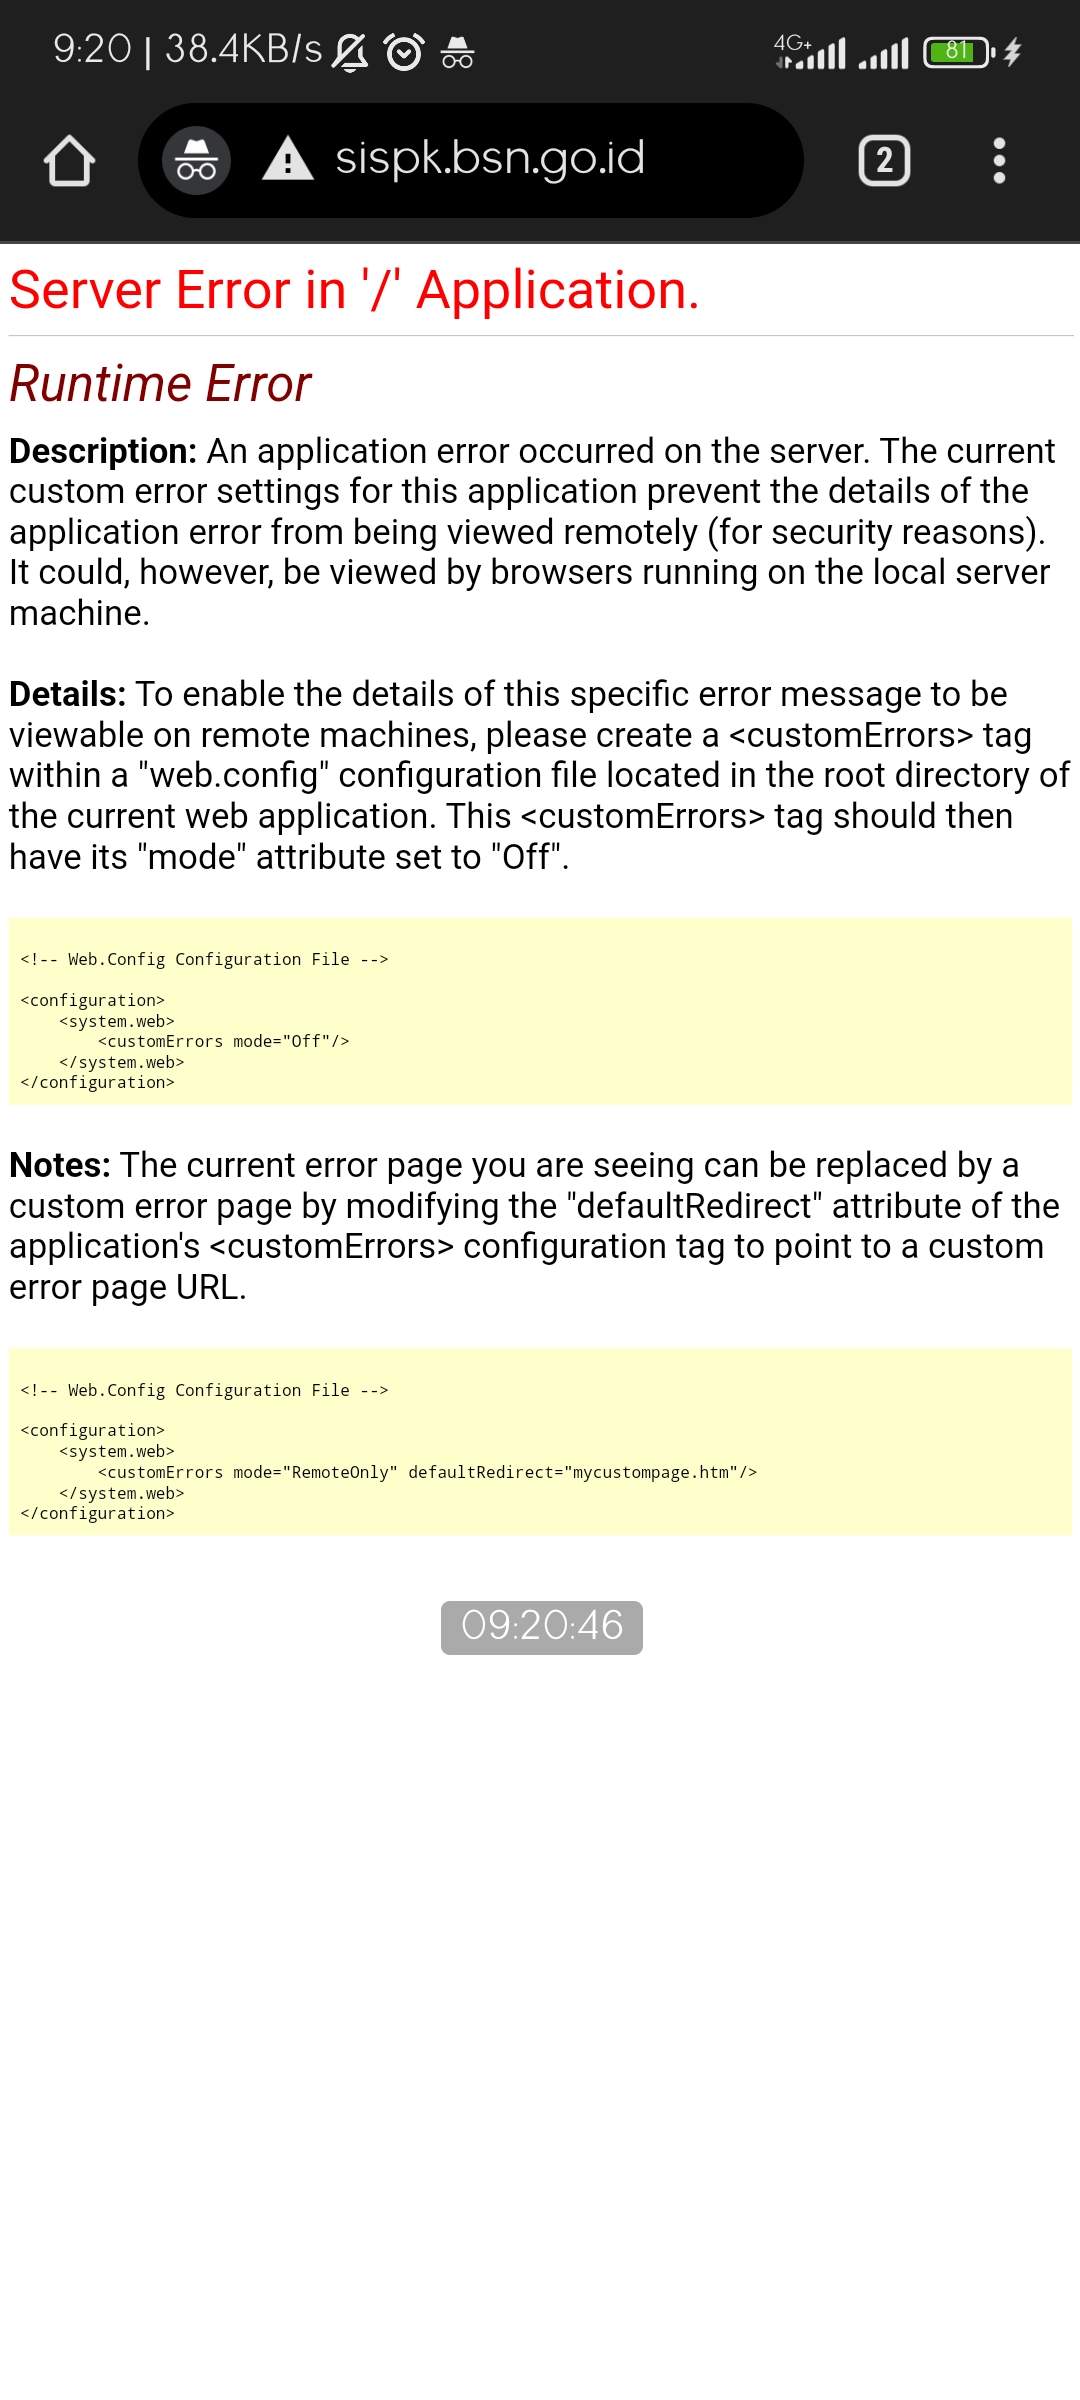 9:20 | 38.4KB/s
4G+
81
sispk.bsn.go.id
2
Server Error in '/' Application.
Runtime Error
Description: An application error occurred on the server. The current
custom error settings for this application prevent the details of the
application error from being viewed remotely (for security reasons).
It could, however, be viewed by browsers running on the local server
machine.
Details: To enable the details of this specific error message to be
viewable on remote machines, please create a <customErrors> tag
within a "web.config" configuration file located in the root directory of
the current web application. This <customErrors> tag should then
have its "mode" attribute set to "Off".
<!-- Web.Config Configuration File -->
<configuration>
    <system.web>
        <customErrors mode="Off"/>
    </system.web>
</configuration>
Notes: The current error page you are seeing can be replaced by a
custom error page by modifying the "defaultRedirect" attribute of the
application's <customErrors> configuration tag to point to a custom
error page URL.
<!-- Web.Config Configuration File -->
<configuration>
    <system.web>
        <customErrors mode="RemoteOnly" defaultRedirect="mycustompage.htm"/>
    </system.web>
</configuration>
09:20:46